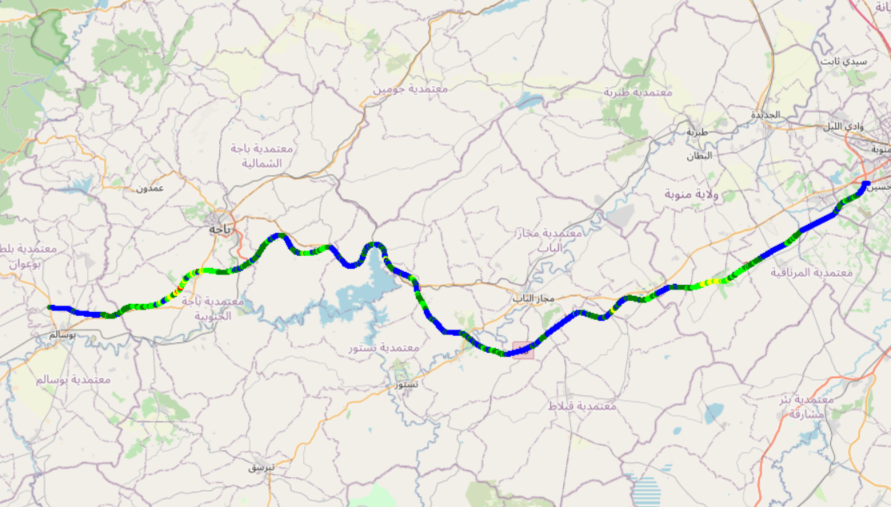 سيدي ثابت
معتمدية جومين
معتمدية طبربة
الجديدة
وادي الليل
طبربة
البطان
منوبة
معتمدية باجة
الشمالية
عمدون
ولاية منوبة
باجة
معتمدية مجاز
الباب
بوعوان
معتمدية المرناقية
معتمدية باجة
الجنوبية
مجاز الباب
بوسالم
معتمدية تستور
معتمدية بوسالم
تستور
معتمدية قبلاط
معتمدية بئر
مشارقة
تبرسق